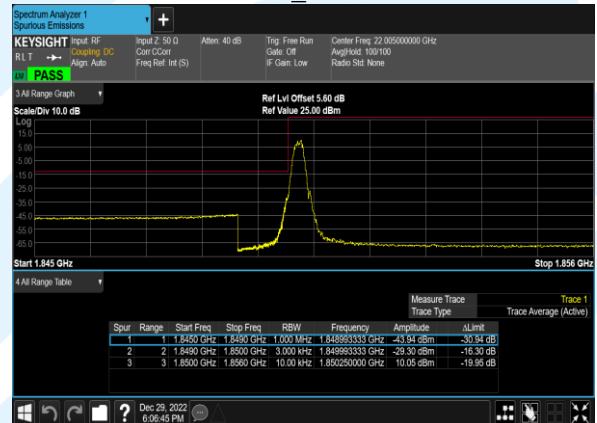 Spectrum Analyzer 1
Spurious Emissions
KEYSIGHT Input: RF Input Z: 50 Ω Atten: 40 dB Trig: Free Run Center Freq: 22.005000000 GHz
RLT Coupling: DC Corr CCorr Gate: Off Avg|Hold: 100/100
Align: Auto Freq Ref: Int (S) IF Gain: Low Radio Std: None
PASS
3 All Range Graph
Ref Lvl Offset 5.60 dB
Scale/Div 10.0 dB Ref Value 25.00 dBm
Log
15.0
5.00
-5.00
-15.0
-25.0
-35.0
-45.0
-55.0
-65.0
Start 1.845 GHz Stop 1.856 GHz
4 All Range Table
Measure Trace Trace 1
Trace Type Trace Average (Active)
Spur Range Start Freq Stop Freq RBW Frequency Amplitude ΔLimit
1 1 1.8450 GHz 1.8490 GHz 1.000 MHz 1.848993333 GHz -43.94 dBm -30.94 dB
2 2 1.8490 GHz 1.8500 GHz 3.000 kHz 1.849993333 GHz -29.30 dBm -16.30 dB
3 3 1.8500 GHz 1.8560 GHz 10.00 kHz 1.850250000 GHz 10.05 dBm -19.95 dB
Dec 29, 2022
6:06:45 PM